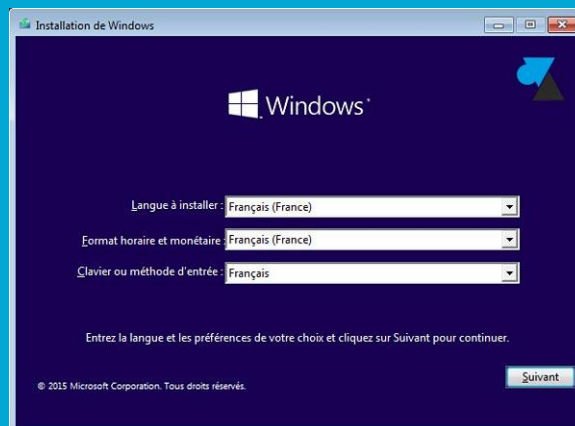 Installation de Windows
Windows
Langue à installer : Français (France)
Format horaire et monétaire : Français (France)
Clavier ou méthode d'entrée : Français
Entrez la langue et les préférences de votre choix et cliquez sur Suivant pour continuer.
Suivant
© 2015 Microsoft Corporation. Tous droits réservés.